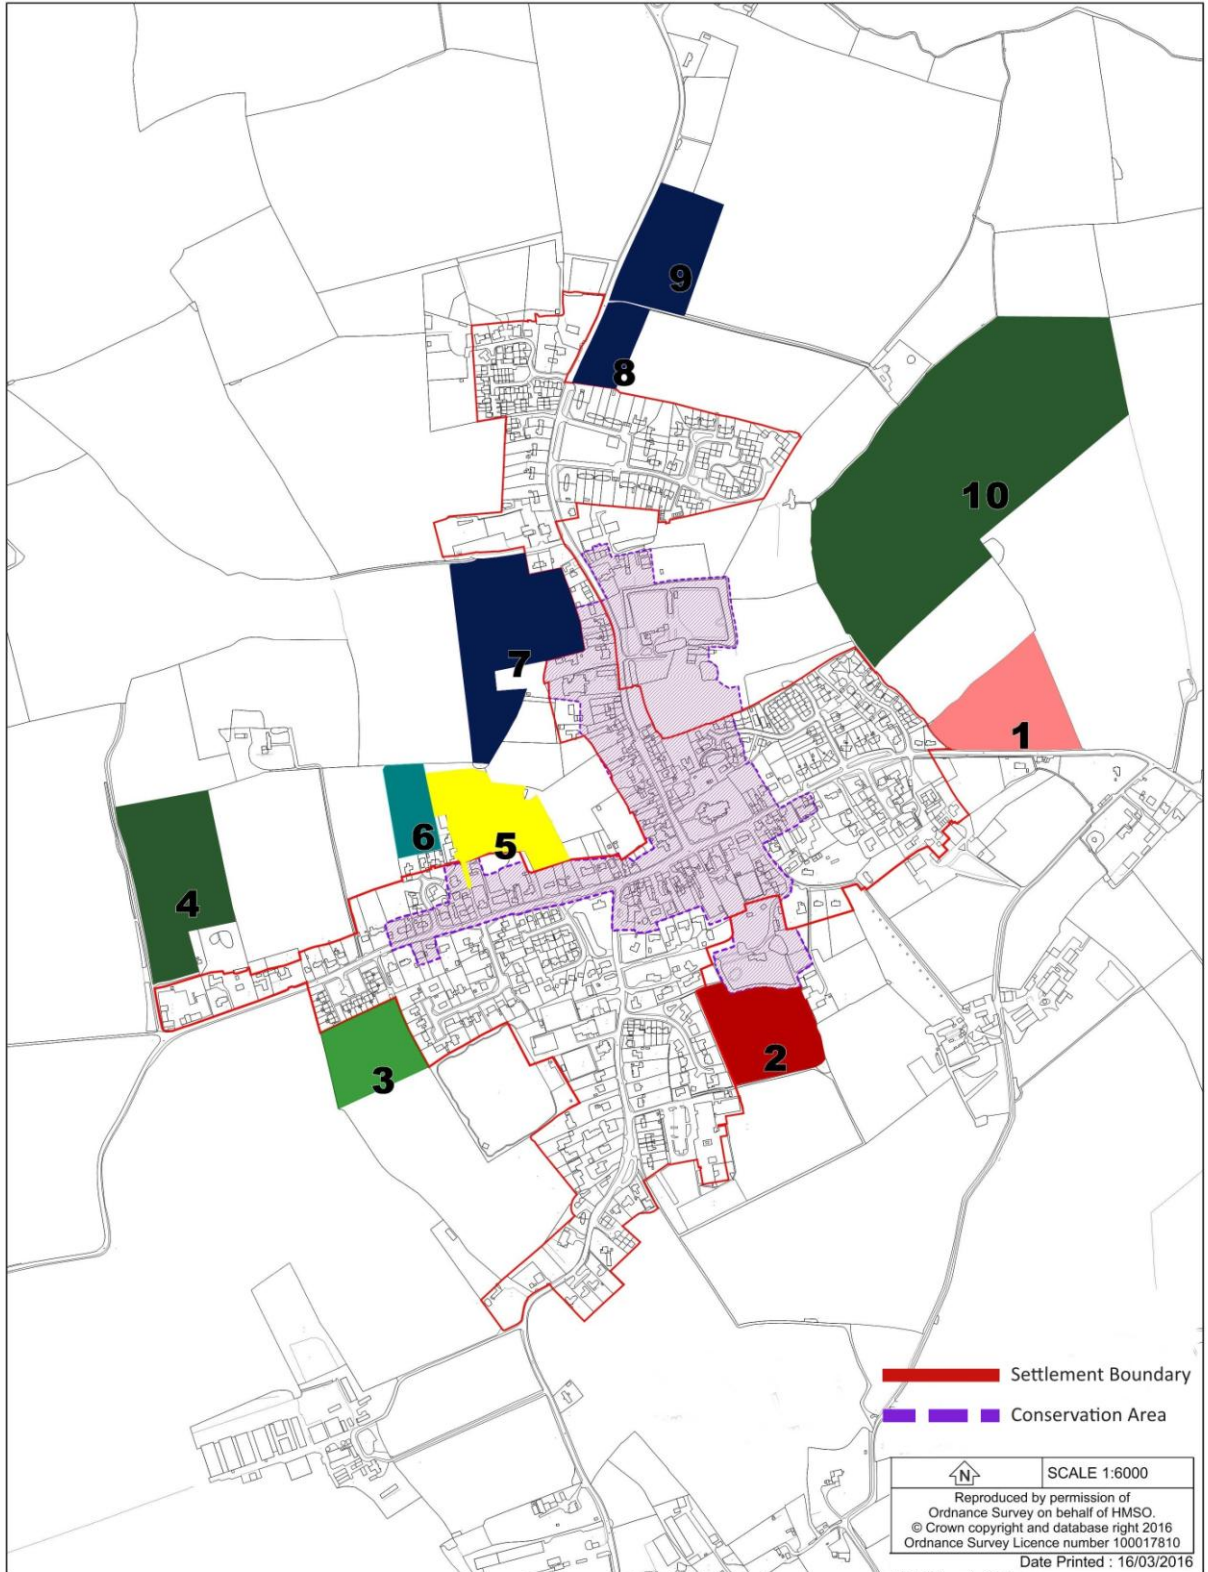 9
8
10
7
1
6
5
4
2
3
Settlement Boundary
Conservation Area
N
SCALE 1:6000
Reproduced by permission of
Ordnance Survey on behalf of HMSO.
© Crown copyright and database right 2016
Ordnance Survey Licence number 100017810
Date Printed : 16/03/2016